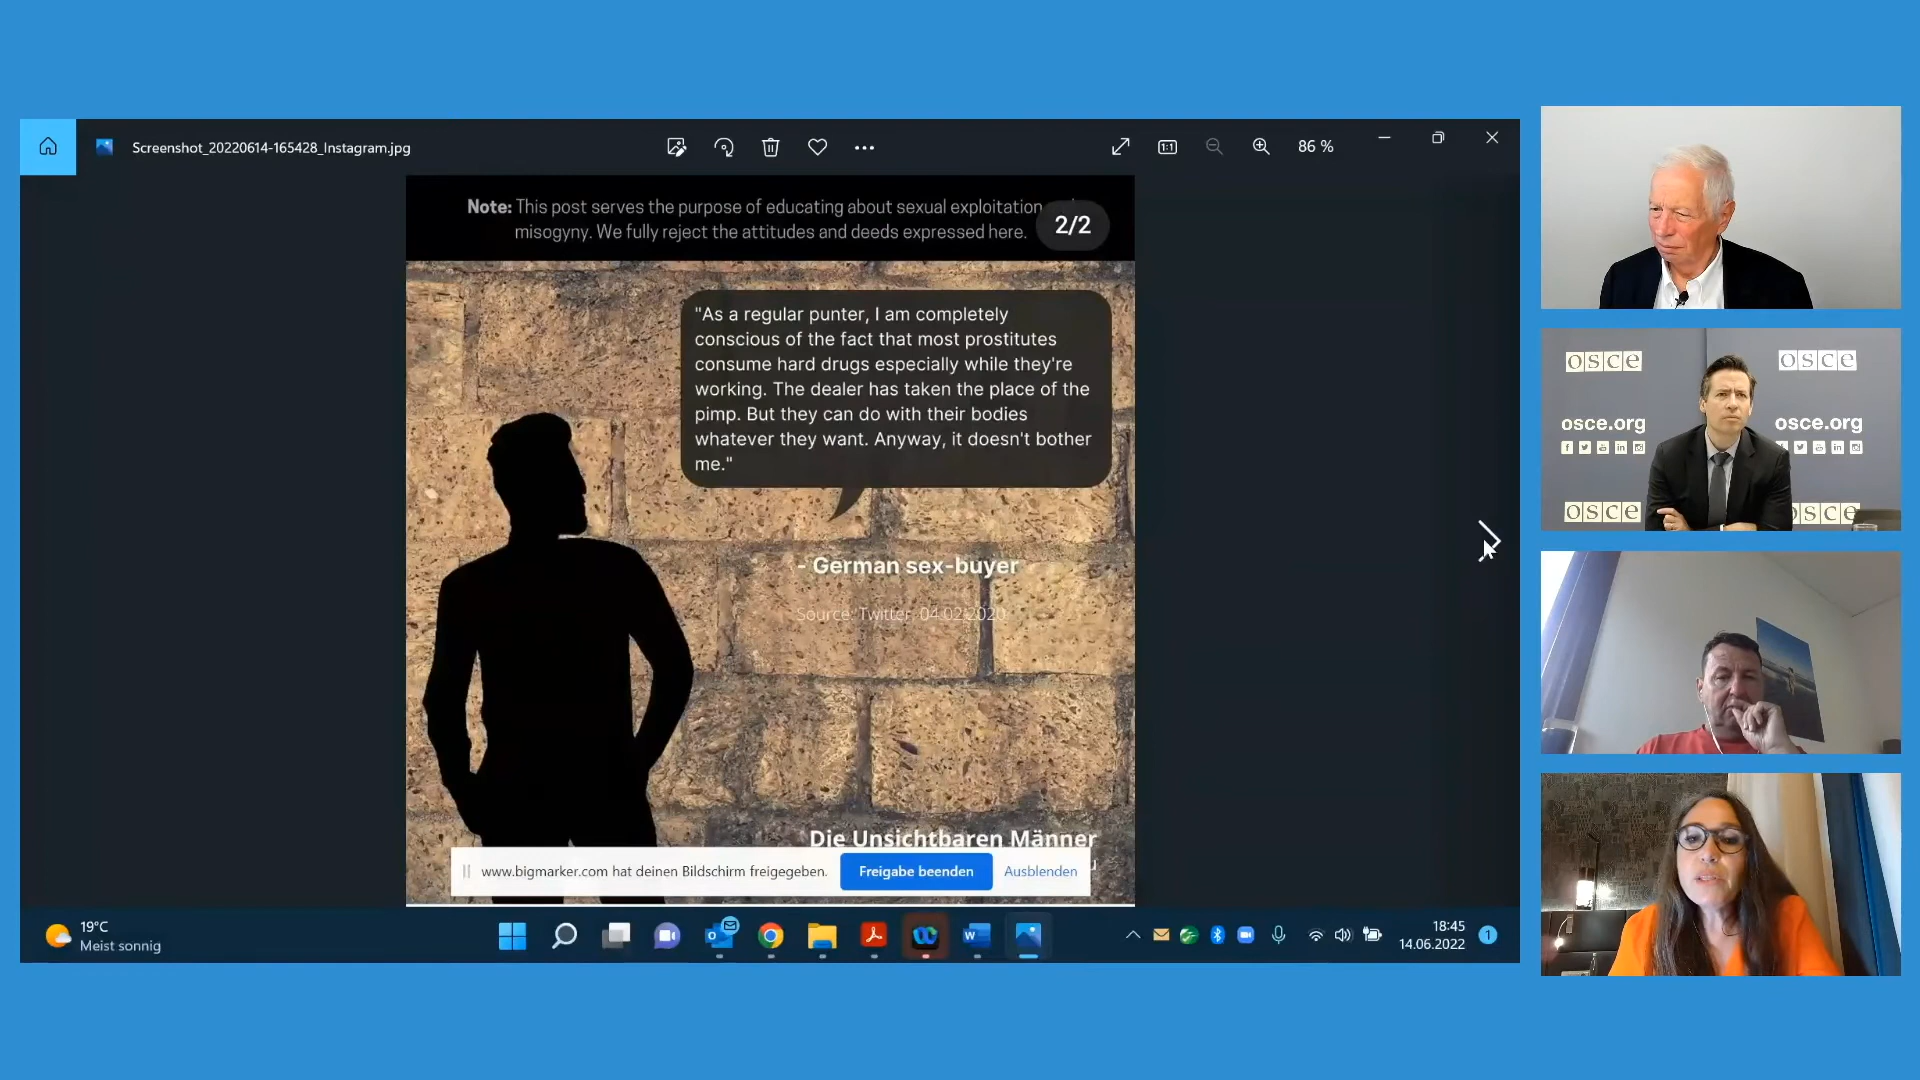 Screenshot_20220614-165428_Instagram.jpg
1:1
86 %
Note: This post serves the purpose of educating about sexual exploitation
misogyny. We fully reject the attitudes and deeds expressed here.
2/2
"As a regular punter, I am completely
conscious of the fact that most prostitutes
consume hard drugs especially while they're
working. The dealer has taken the place of the
pimp. But they can do with their bodies
whatever they want. Anyway, it doesn't bother
me."
- German sex-buyer
Source: Twitter, 04.02.2020
Die Unsichtbaren Männer
www.bigmarker.com hat deinen Bildschirm freigegeben.
Freigabe beenden
Ausblenden
19°C
Meist sonnig
18:45
14.06.2022
1
osce
osce
osce.org
osce.org
osce
osce